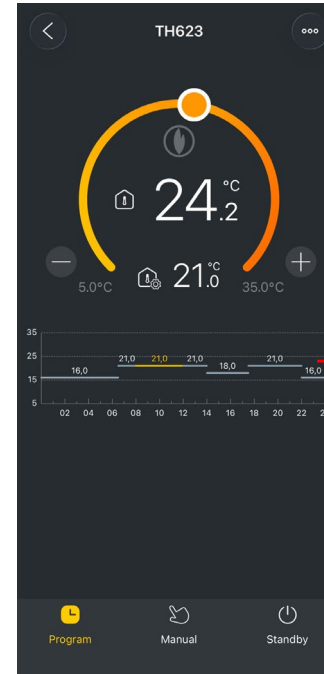 TH623
24.2 °C
21.0 °C
5.0°C
35.0°C
35
25
21,0 21,0 21,0 21,0
16,0 18,0 16,0
15
5
02 04 06 08 10 12 14 16 18 20 22
Program Manual Standby